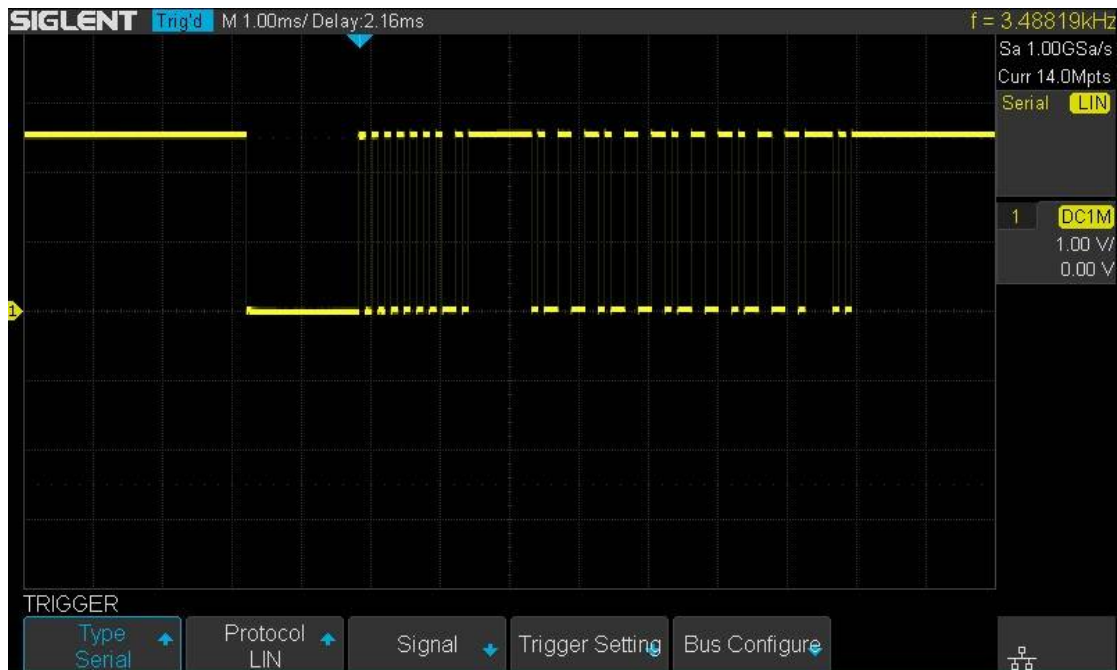 SIGLENT Trig'd M 1.00ms/ Delay:2.16ms f = 3.48819kHz
Sa 1.00GSa/s
Curr 14.0Mpts
Serial LIN
1 DC1M
1.00 V/
0.00 V
1
TRIGGER
Type Serial
Protocol LIN
Signal
Trigger Setting
Bus Configure